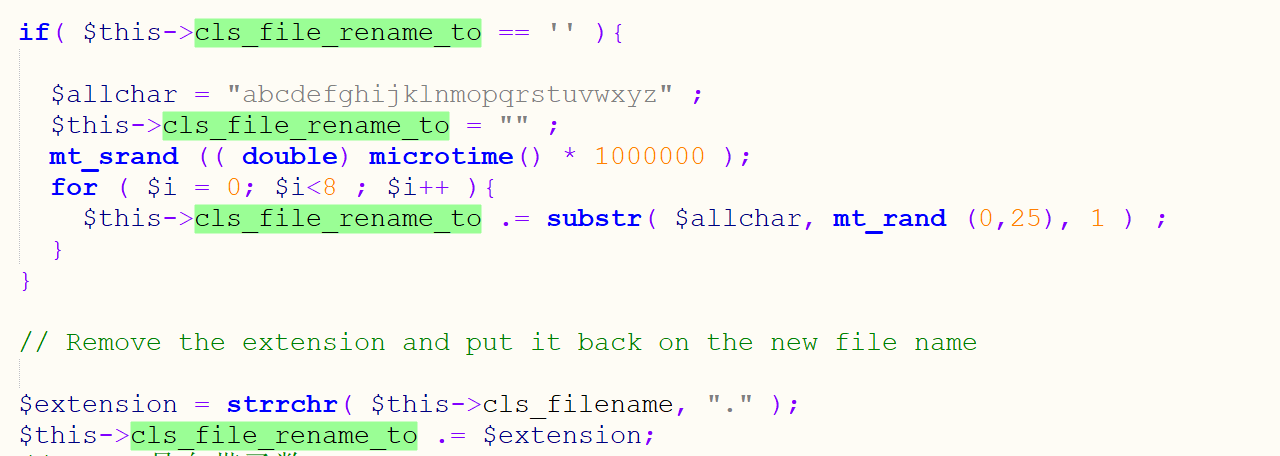 if( $this->cls_file_rename_to == '' ){
$allchar = "abcdefghijklnmopqrstuvwxyz" ;
$this->cls_file_rename_to = "" ;
mt_srand (( double) microtime() * 1000000 );
for ( $i = 0; $i<8 ; $i++ ){
$this->cls_file_rename_to .= substr( $allchar, mt_rand (0,25), 1 ) ;
}
}
// Remove the extension and put it back on the new file name
$extension = strrchr( $this->cls_filename, "." );
$this->cls_file_rename_to .= $extension;